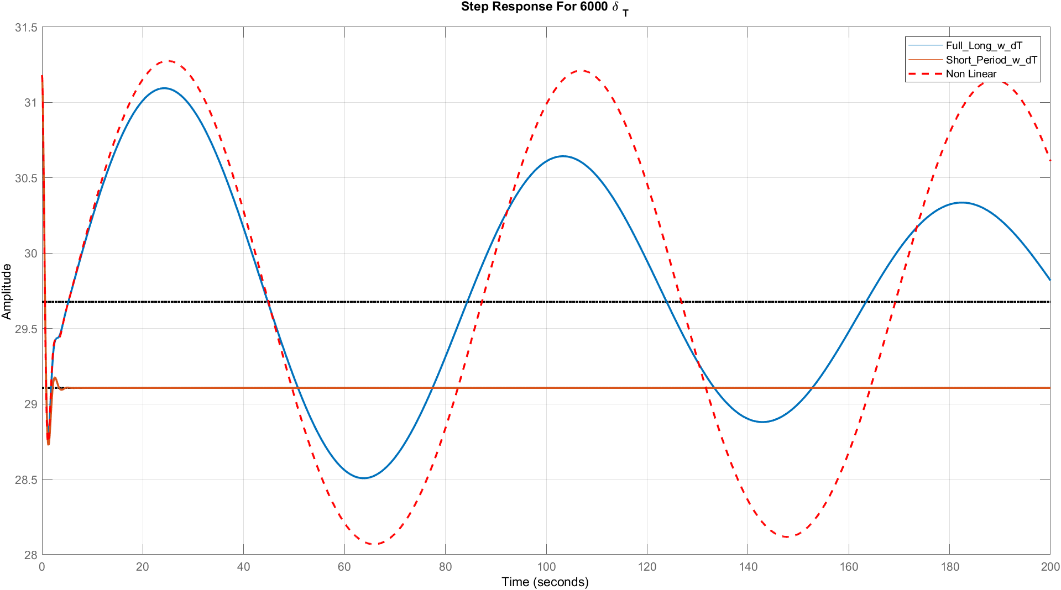 Step Response For 6000 δ T
31.5
31
30.5
30
29.5
29
28.5
28
Amplitude
Full_Long_w_dT
Short_Period_w_dT
Non Linear
0 20 40 60 80 100 120 140 160 180 200
Time (seconds)